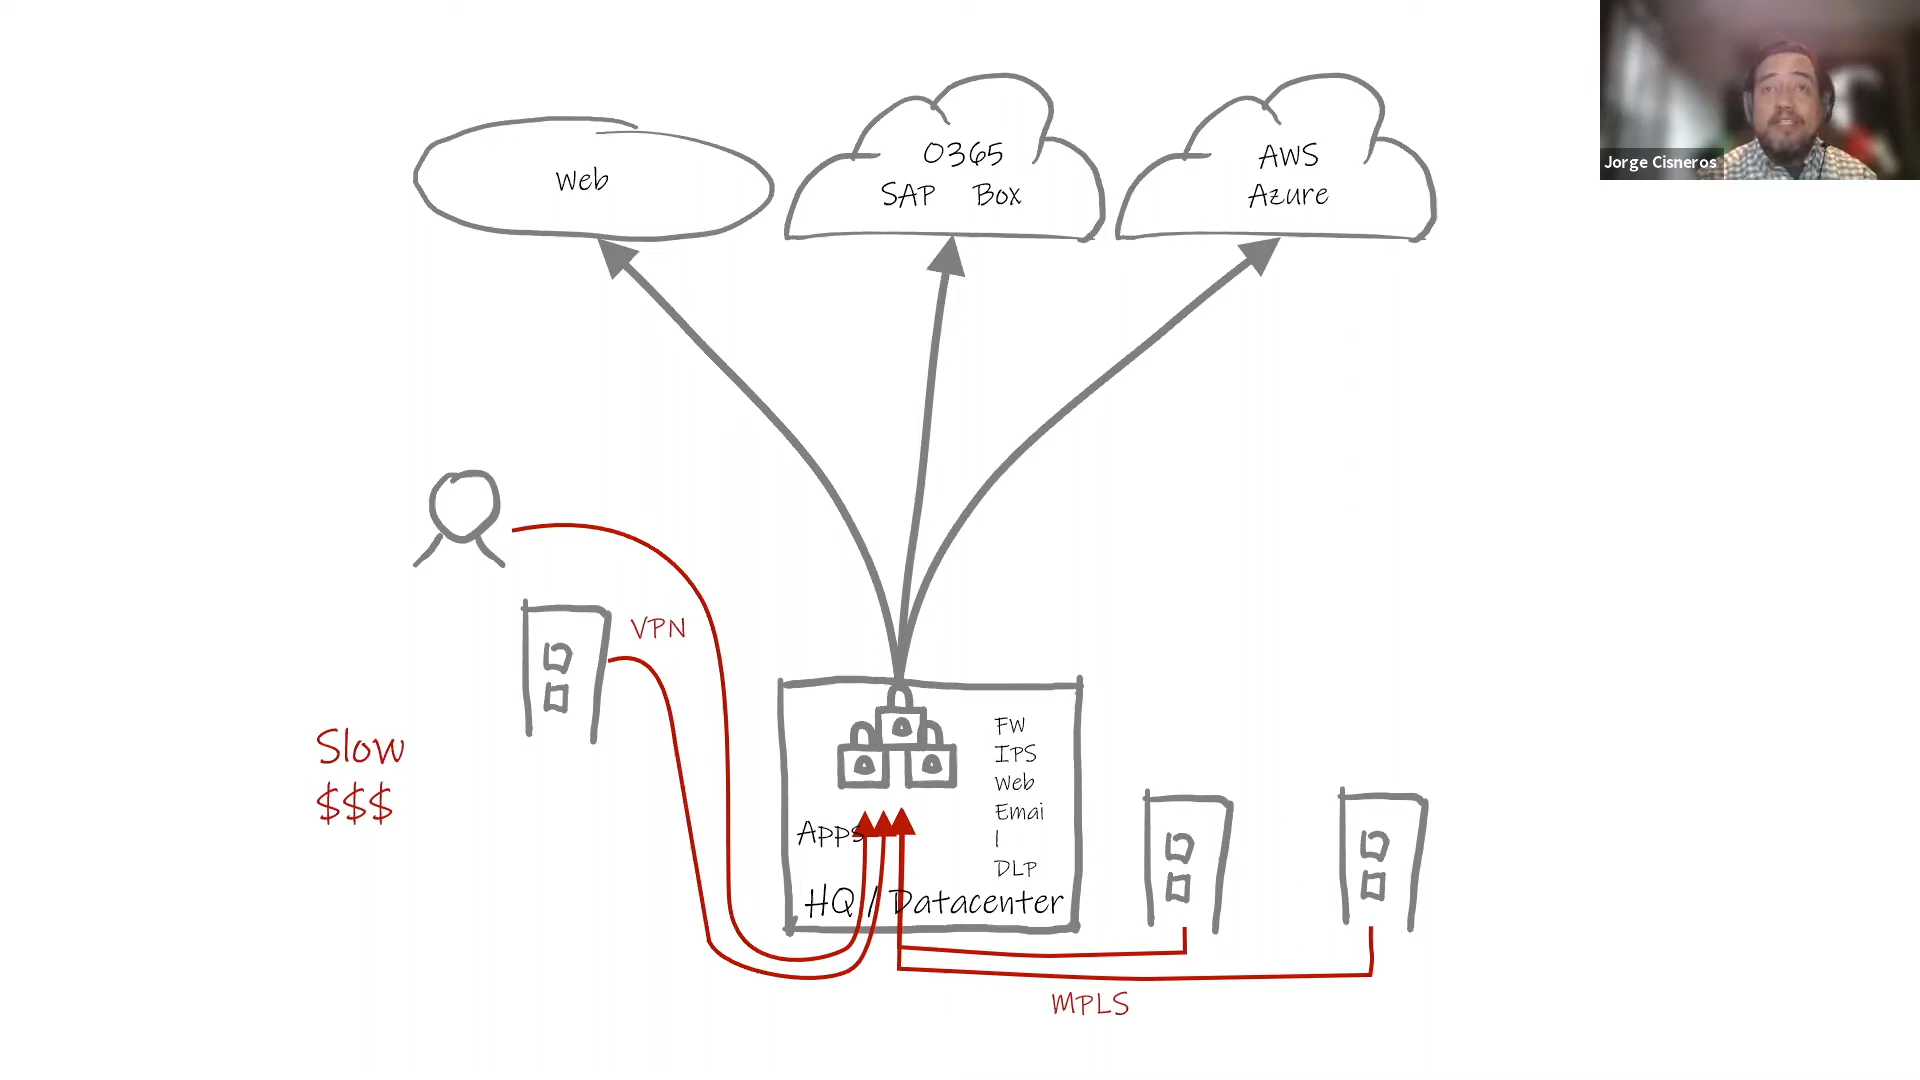 Web
O365
SAP Box
AWS
Azure
Jorge Cisneros
VPN
Slow
$$$
FW
IPS
Web
Emai
l
DLP
Apps
HQ / Datacenter
MPLS